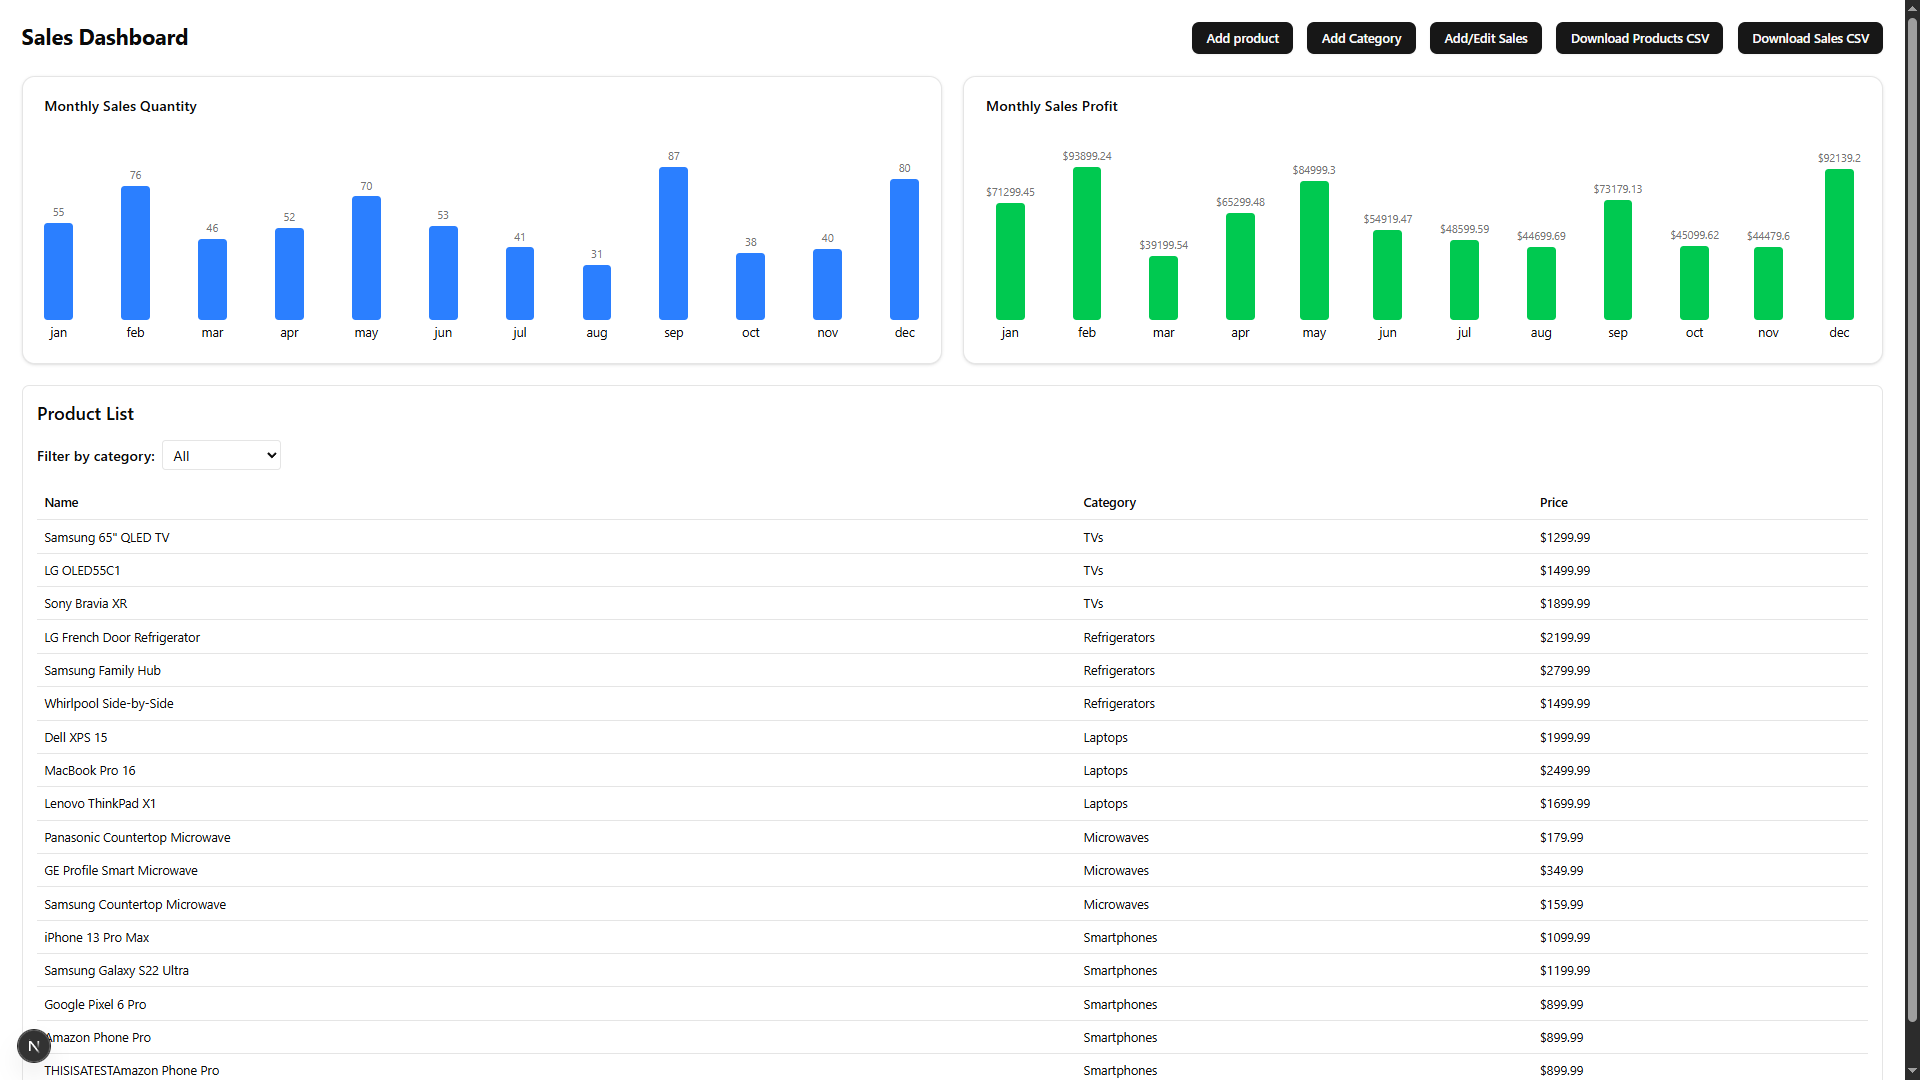 Sales Dashboard
Add product
Add Category
Add/Edit Sales
Download Products CSV
Download Sales CSV
Monthly Sales Quantity
55
76
46
52
70
53
41
31
87
38
40
80
jan
feb
mar
apr
may
jun
jul
aug
sep
oct
nov
dec
Monthly Sales Profit
$71299.45
$93899.24
$39199.54
$65299.48
$84999.3
$54919.47
$48599.59
$44699.69
$73179.13
$45099.62
$44479.6
$92139.2
jan
feb
mar
apr
may
jun
jul
aug
sep
oct
nov
dec
Product List
Filter by category: All
Name Category Price
Samsung 65" QLED TV TVs $1299.99
LG OLED55C1 TVs $1499.99
Sony Bravia XR TVs $1899.99
LG French Door Refrigerator Refrigerators $2199.99
Samsung Family Hub Refrigerators $2799.99
Whirlpool Side-by-Side Refrigerators $1499.99
Dell XPS 15 Laptops $1999.99
MacBook Pro 16 Laptops $2499.99
Lenovo ThinkPad X1 Laptops $1699.99
Panasonic Countertop Microwave Microwaves $179.99
GE Profile Smart Microwave Microwaves $349.99
Samsung Countertop Microwave Microwaves $159.99
iPhone 13 Pro Max Smartphones $1099.99
Samsung Galaxy S22 Ultra Smartphones $1199.99
Google Pixel 6 Pro Smartphones $899.99
Amazon Phone Pro Smartphones $899.99
N
THISISATESTAmazon Phone Pro Smartphones $899.99